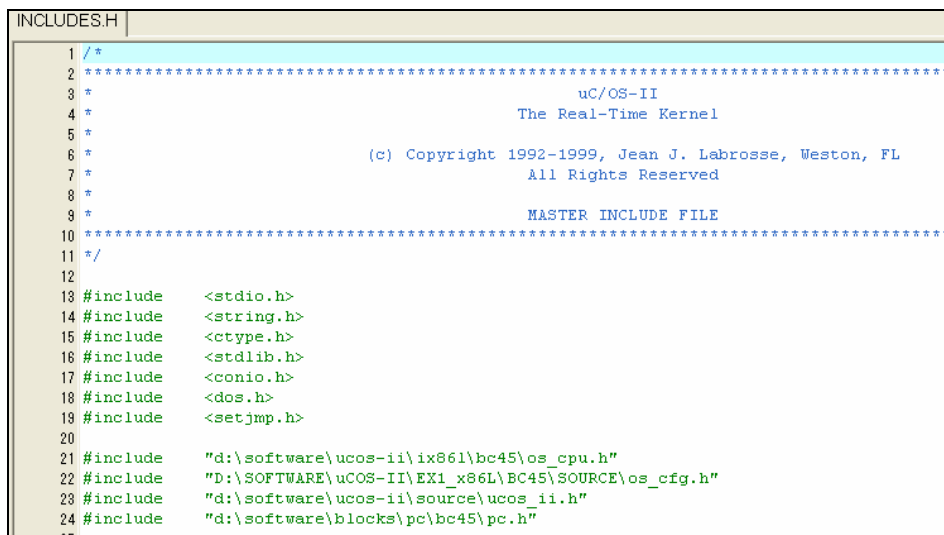 INCLUDES.H
1 /*
2 *****************************************************************************************
3 * uC/OS-II
4 * The Real-Time Kernel
5 *
6 * (c) Copyright 1992-1999, Jean J. Labrosse, Weston, FL
7 * All Rights Reserved
8 *
9 * MASTER INCLUDE FILE
10 *****************************************************************************************
11 */
12
13 #include <stdio.h>
14 #include <string.h>
15 #include <ctype.h>
16 #include <stdlib.h>
17 #include <conio.h>
18 #include <dos.h>
19 #include <setjmp.h>
20
21 #include "d:\software\ucos-ii\ix86l\bc45\os_cpu.h"
22 #include "D:\SOFTWARE\uCOS-II\EX1_x86L\BC45\SOURCE\os_cfg.h"
23 #include "d:\software\ucos-ii\source\ucos_ii.h"
24 #include "d:\software\blocks\pc\bc45\pc.h"